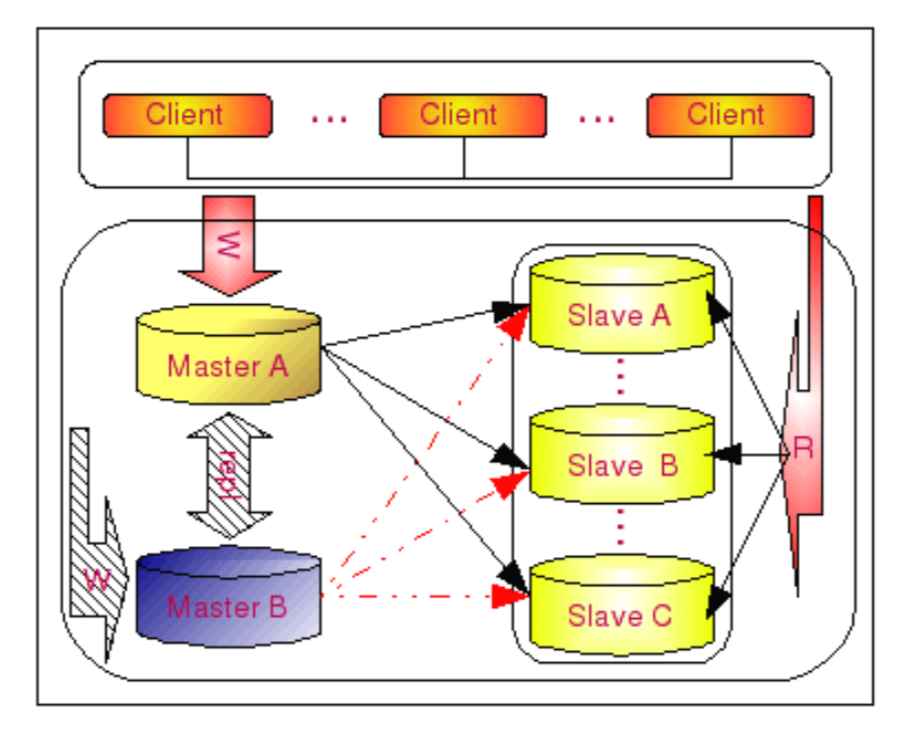 Client ... Client ... Client
W
Master A
Slave A
repl
Slave  B
R
W
Master B
Slave C